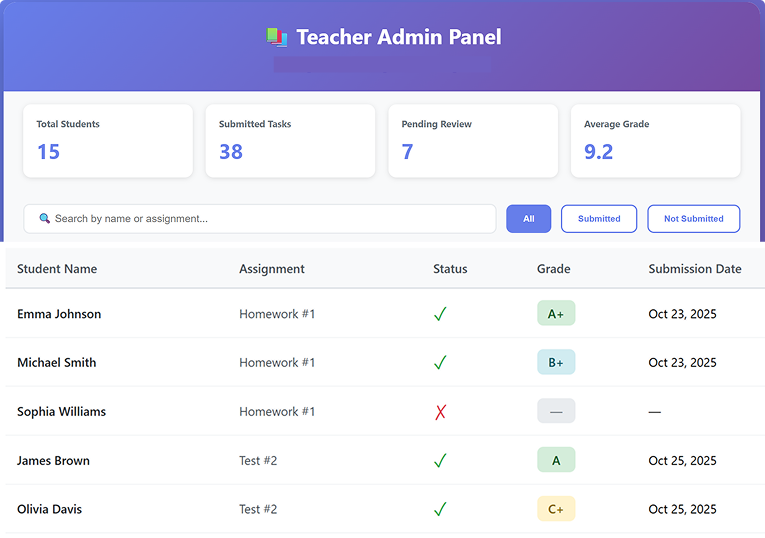 Teacher Admin Panel
Total Students
Submitted Tasks
Pending Review
Average Grade
15
38
7
9.2
Search by name or assignment...
All
Submitted
Not Submitted
Student Name Assignment Status Grade Submission Date
Emma Johnson Homework #1 ✓ A+ Oct 23, 2025
Michael Smith Homework #1 ✓ B+ Oct 23, 2025
Sophia Williams Homework #1 ✗ — —
James Brown Test #2 ✓ A Oct 25, 2025
Olivia Davis Test #2 ✓ C+ Oct 25, 2025